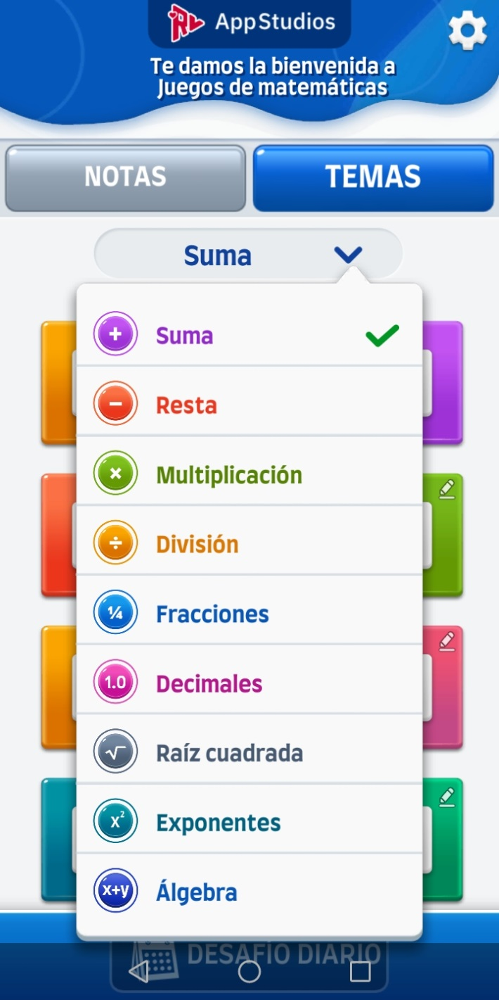 AppStudios
Te damos la bienvenida a
Juegos de matemáticas
NOTAS
TEMAS
Suma
+ Suma
− Resta
× Multiplicación
÷ División
¼ Fracciones
1.0 Decimales
√ Raíz cuadrada
x² Exponentes
x+y Álgebra
DESAFÍO DIARIO